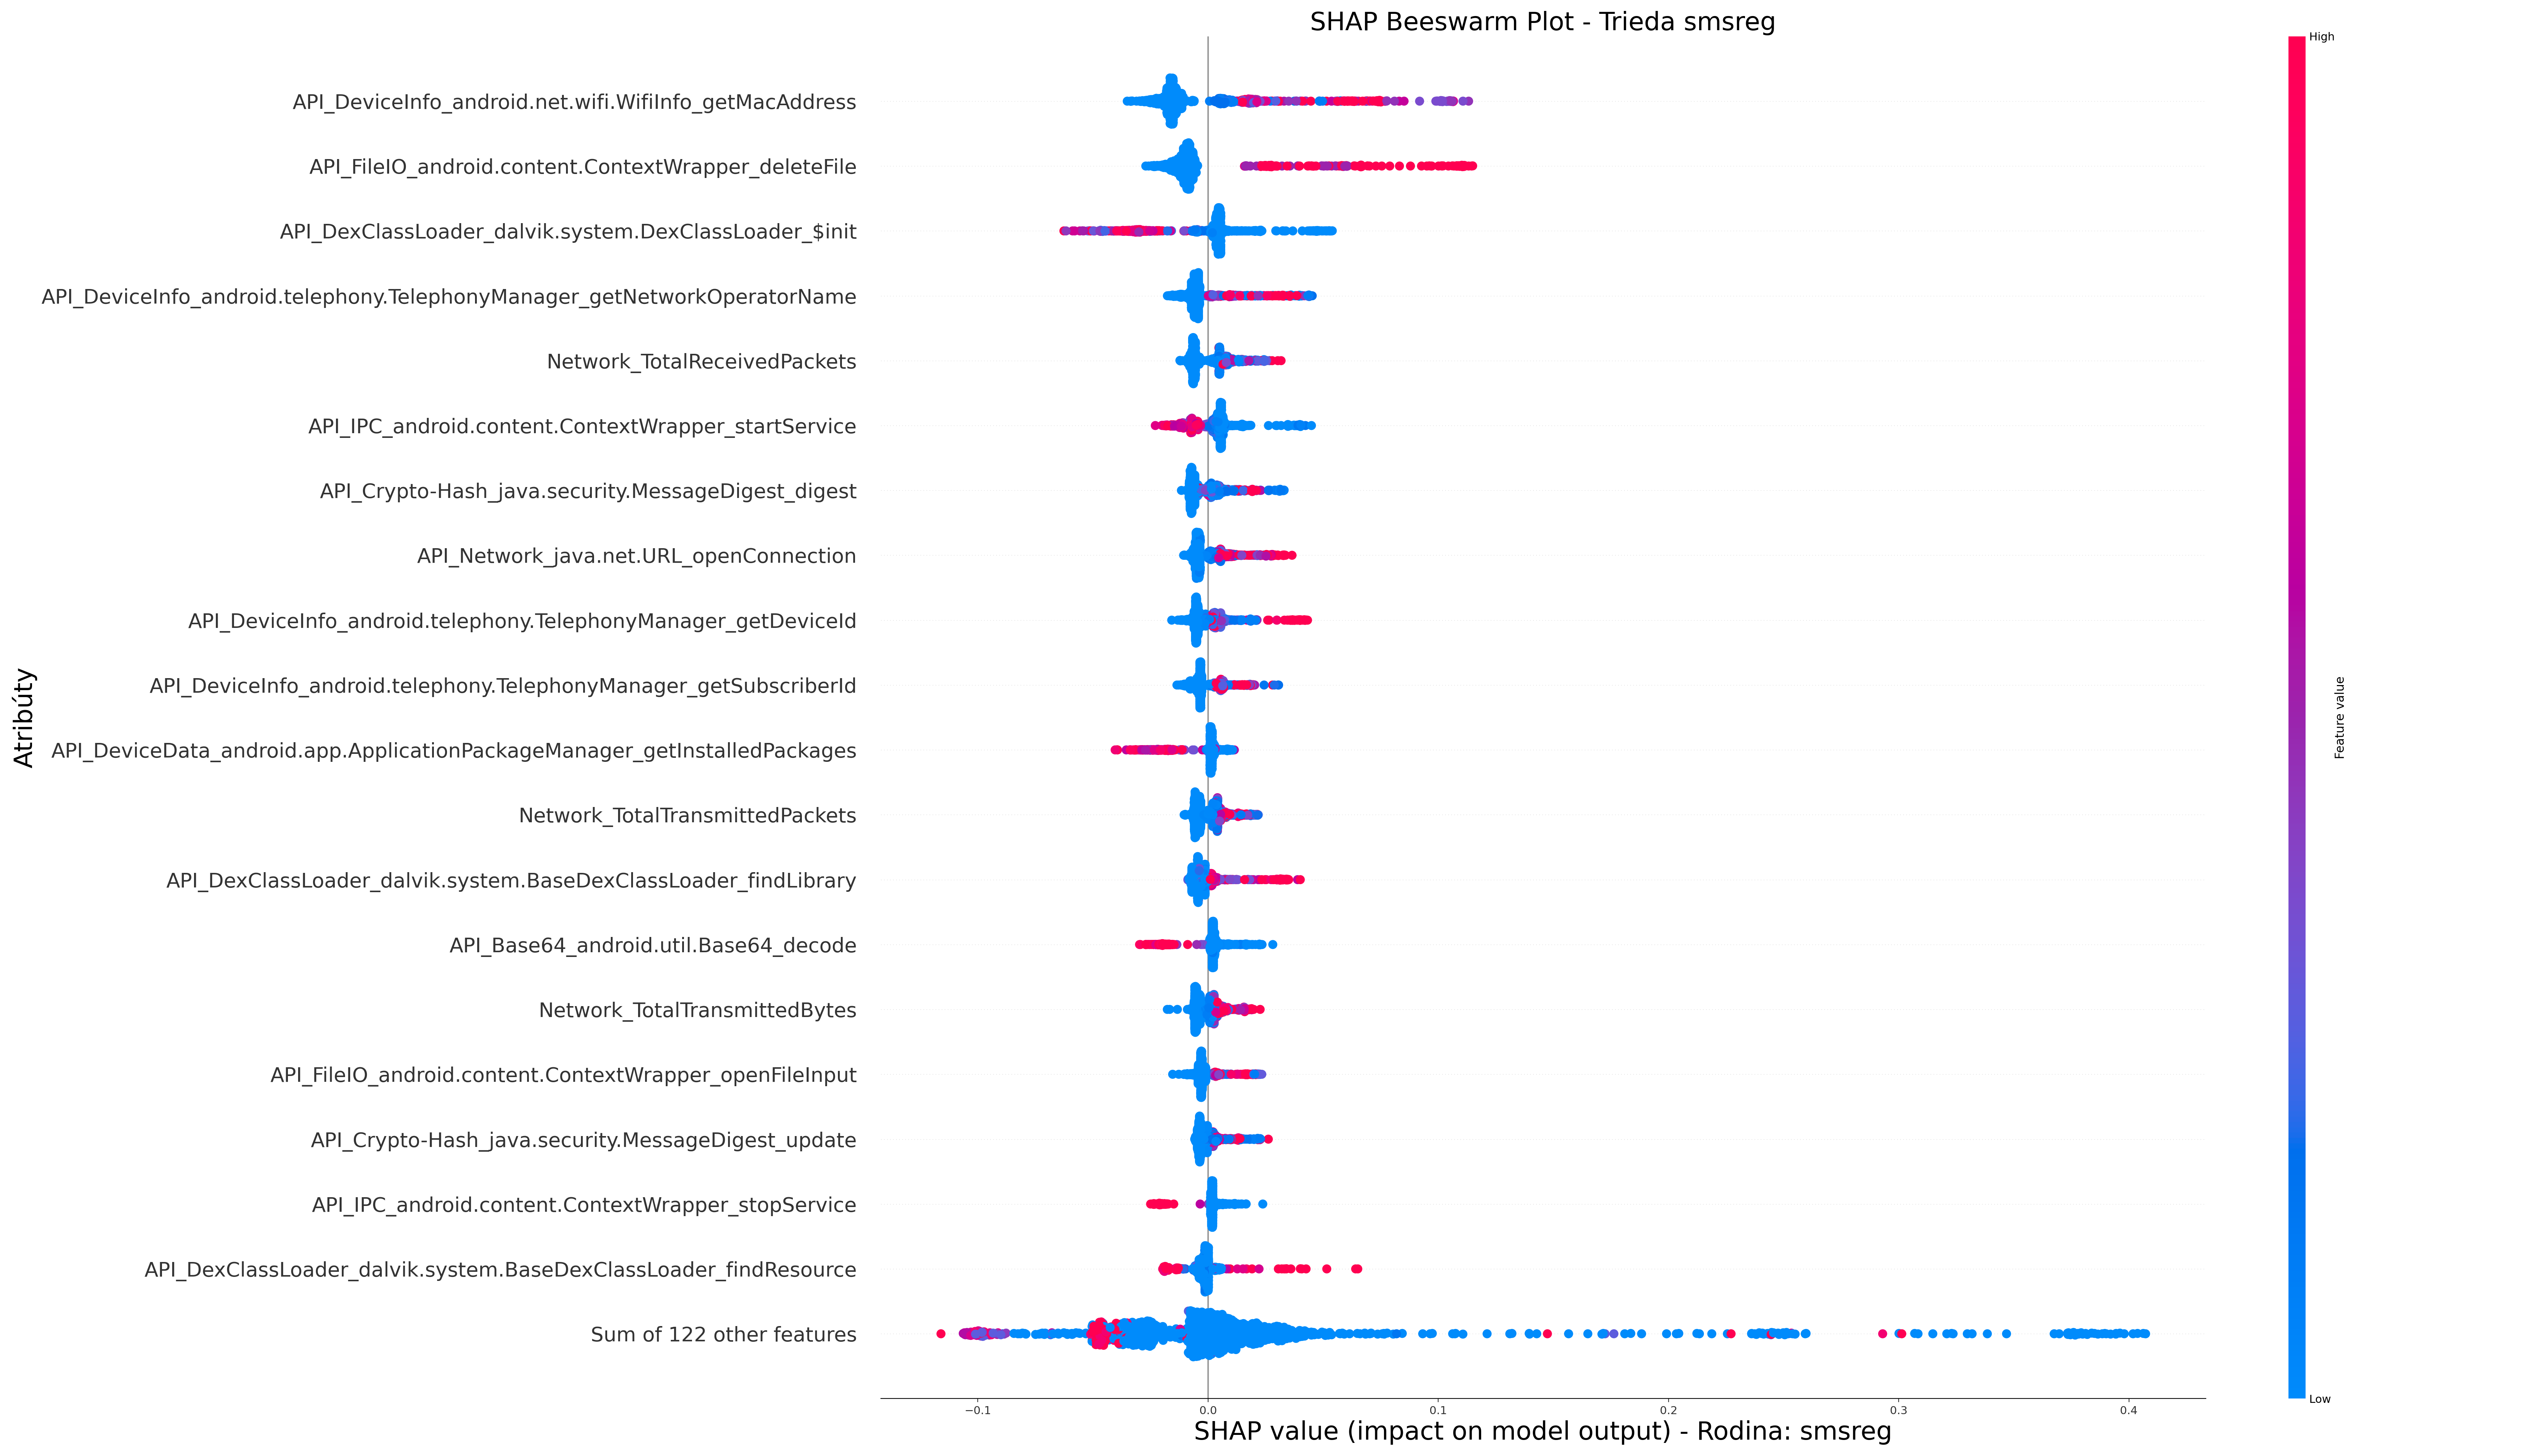 SHAP Beeswarm Plot - Trieda smsreg
High
API_DeviceInfo_android.net.wifi.WifiInfo_getMacAddress
API_FileIO_android.content.ContextWrapper_deleteFile
API_DexClassLoader_dalvik.system.DexClassLoader_$init
API_DeviceInfo_android.telephony.TelephonyManager_getNetworkOperatorName
Network_TotalReceivedPackets
API_IPC_android.content.ContextWrapper_startService
API_Crypto-Hash_java.security.MessageDigest_digest
API_Network_java.net.URL_openConnection
API_DeviceInfo_android.telephony.TelephonyManager_getDeviceId
API_DeviceInfo_android.telephony.TelephonyManager_getSubscriberId
API_DeviceData_android.app.ApplicationPackageManager_getInstalledPackages
Network_TotalTransmittedPackets
API_DexClassLoader_dalvik.system.BaseDexClassLoader_findLibrary
API_Base64_android.util.Base64_decode
Network_TotalTransmittedBytes
API_FileIO_android.content.ContextWrapper_openFileInput
API_Crypto-Hash_java.security.MessageDigest_update
API_IPC_android.content.ContextWrapper_stopService
API_DexClassLoader_dalvik.system.BaseDexClassLoader_findResource
Sum of 122 other features
Atribúty
Feature value
Low
−0.1 0.0 0.1 0.2 0.3 0.4
SHAP value (impact on model output) - Rodina: smsreg